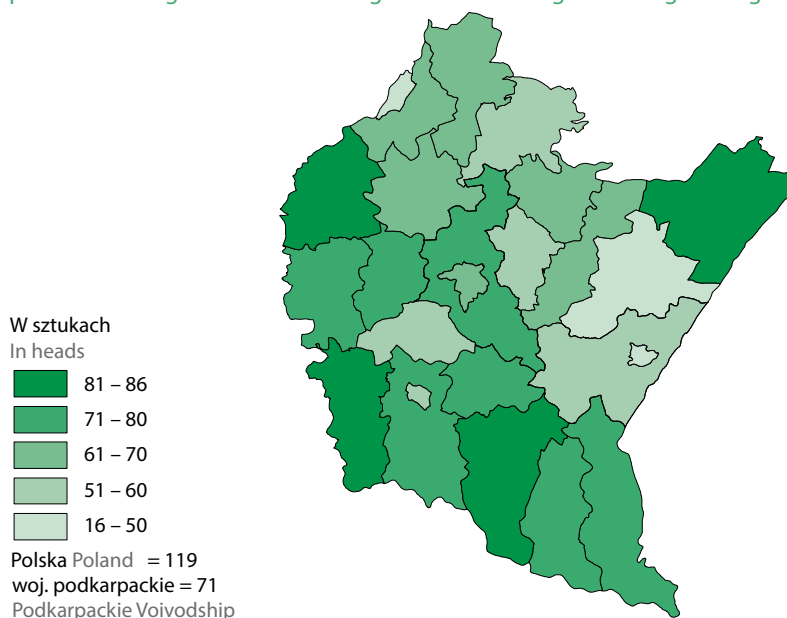 W sztukach
In heads
81 – 86
71 – 80
61 – 70
51 – 60
16 – 50
Polska Poland = 119
woj. podkarpackie = 71
Podkarpackie Voivodship